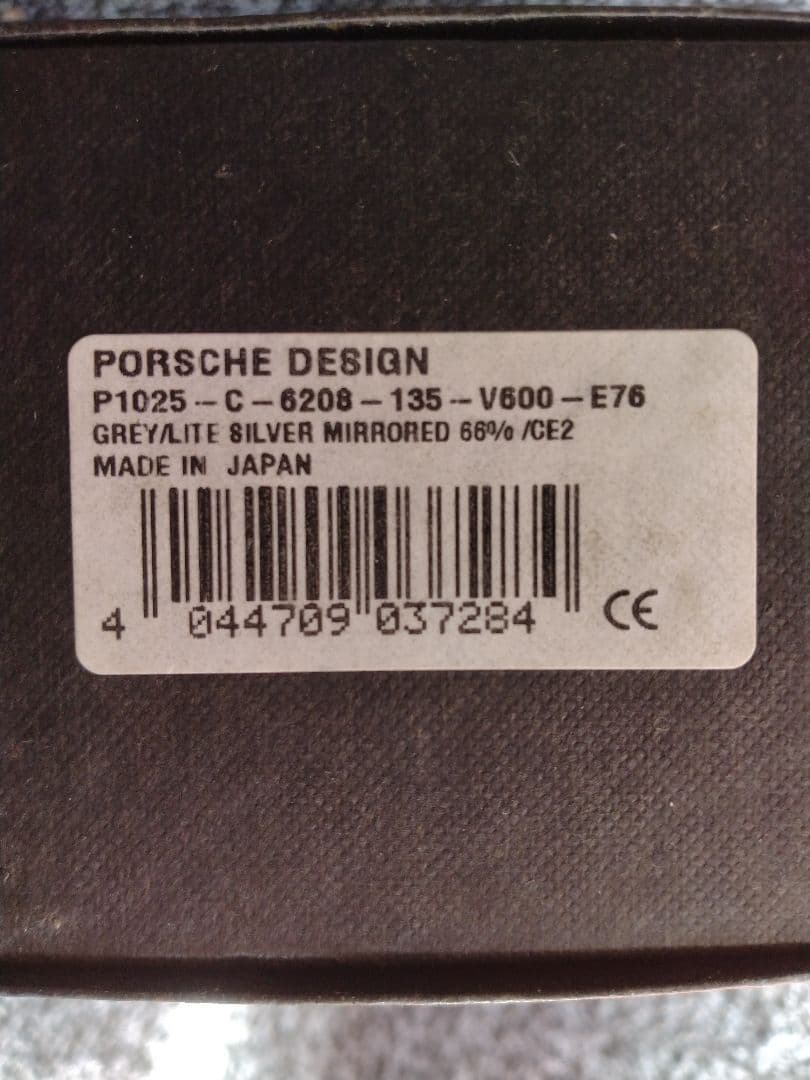 PORSCHE DESIGN
P1025-C-6208-135-V600-E76
GREY/LITE SILVER MIRRORED 66% /CE2
MADE IN JAPAN
4 044709 037284 CE